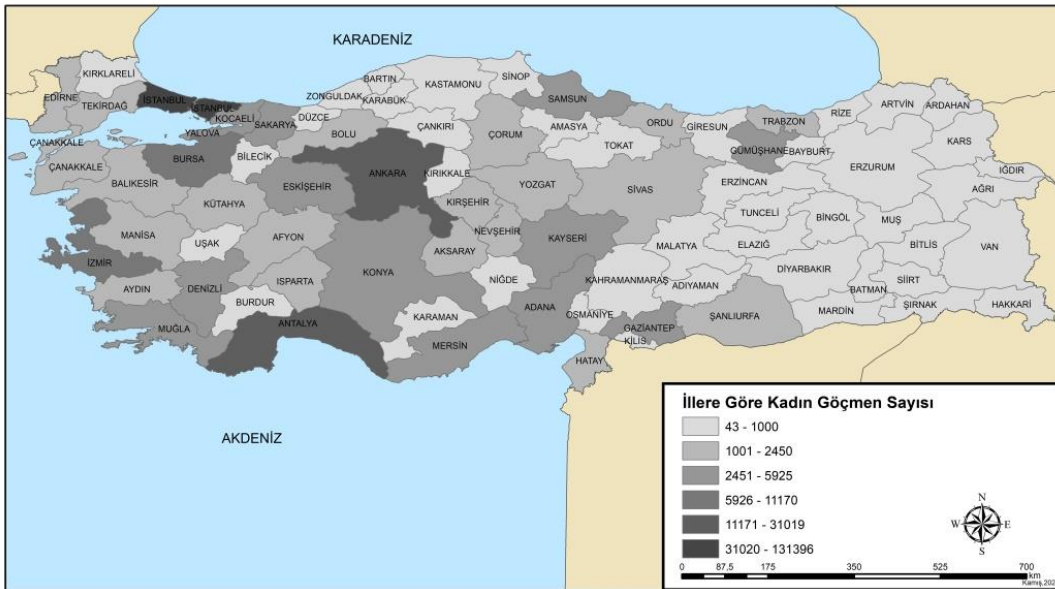 KARADENİZ
KIRKLARELİ
EDİRNE
TEKİRDAĞ
İSTANBUL
İSTANBUL
KOCAELİ
YALOVA
SAKARYA
DÜZCE
ZONGULDAK
BARTIN
KARABÜK
KASTAMONU
SİNOP
SAMSUN
ORDU
GİRESUN
TRABZON
RİZE
ARTVİN
ARDAHAN
ÇANAKKALE
ÇANAKKALE
BALIKESİR
BURSA
BİLECİK
BOLU
ÇANKIRI
ÇORUM
AMASYA
TOKAT
GÜMÜŞHANE
BAYBURT
ERZURUM
KARS
IĞDIR
AĞRI
KÜTAHYA
ESKİŞEHİR
ANKARA
KIRIKKALE
KIRŞEHİR
YOZGAT
SİVAS
ERZİNCAN
TUNCELİ
BİNGÖL
MUŞ
BİTLİS
VAN
MANİSA
UŞAK
AFYON
İZMİR
AYDIN
DENİZLİ
ISPARTA
BURDUR
KONYA
AKSARAY
NEVŞEHİR
NİĞDE
KAYSERİ
MALATYA
ELAZIĞ
DİYARBAKIR
BATMAN
SİİRT
ŞIRNAK
HAKKARİ
MARDİN
MUĞLA
ANTALYA
KARAMAN
MERSİN
ADANA
OSMANİYE
KAHRAMANMARAŞ
ADIYAMAN
GAZİANTEP
KİLİS
ŞANLIURFA
HATAY
AKDENİZ
İllere Göre Kadın Göçmen Sayısı
43 - 1000
1001 - 2450
2451 - 5925
5926 - 11170
11171 - 31019
31020 - 131396
N
W E
S
0 87,5 175 350 525 700
km